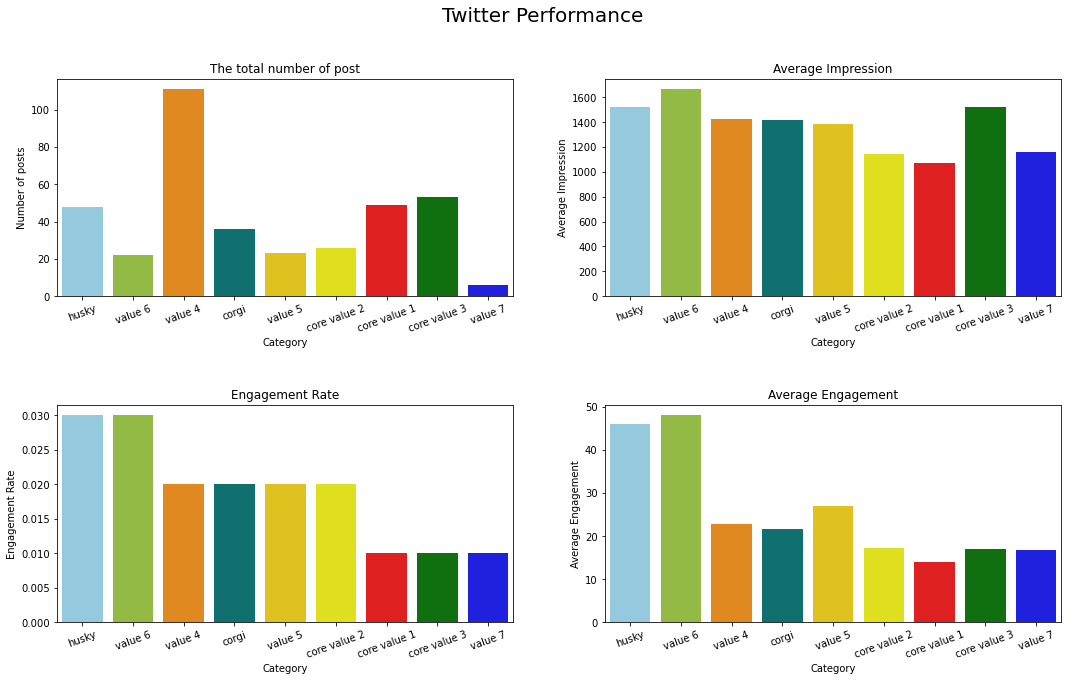 Twitter Performance
The total number of post
Number of posts
100
80
60
40
20
0
husky value 6 value 4 corgi value 5 core value 2 core value 1 core value 3 value 7
Category
Average Impression
Average Impression
1600
1400
1200
1000
800
600
400
200
0
husky value 6 value 4 corgi value 5 core value 2 core value 1 core value 3 value 7
Category
Engagement Rate
Engagement Rate
0.030
0.025
0.020
0.015
0.010
0.005
0.000
husky value 6 value 4 corgi value 5 core value 2 core value 1 core value 3 value 7
Category
Average Engagement
Average Engagement
50
40
30
20
10
0
husky value 6 value 4 corgi value 5 core value 2 core value 1 core value 3 value 7
Category